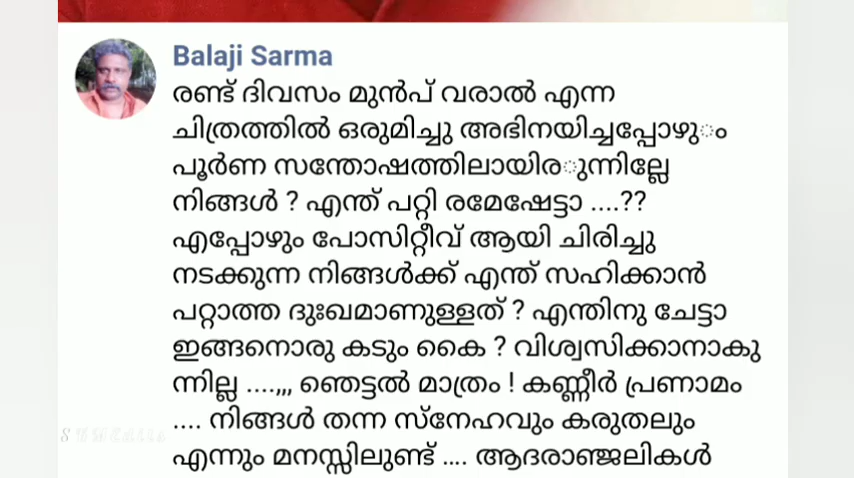 Balaji Sarma
രണ്ട് ദിവസം മുൻപ് വരാൽ എന്ന
ചിത്രത്തിൽ ഒരുമിച്ചു അഭിനയിച്ചപ്പോഴും
പൂർണ സന്തോഷത്തിലായിരുന്നില്ലേ
നിങ്ങൾ ? എന്ത് പറ്റി രമേഷേട്ടാ ....??
എപ്പോഴും പോസിറ്റീവ് ആയി ചിരിച്ചു
നടക്കുന്ന നിങ്ങൾക്ക് എന്ത് സഹിക്കാൻ
പറ്റാത്ത ദുഃഖമാണുള്ളത് ? എന്തിനു ചേട്ടാ
ഇങ്ങനൊരു കടും കൈ ? വിശ്വസിക്കാനാകു
ന്നില്ല ....,,, ഞെട്ടൽ മാത്രം ! കണ്ണീർ പ്രണാമം
.... നിങ്ങൾ തന്ന സ്നേഹവും കരുതലും
എന്നും മനസ്സിലുണ്ട് .... ആദരാഞ്ജലികൾ